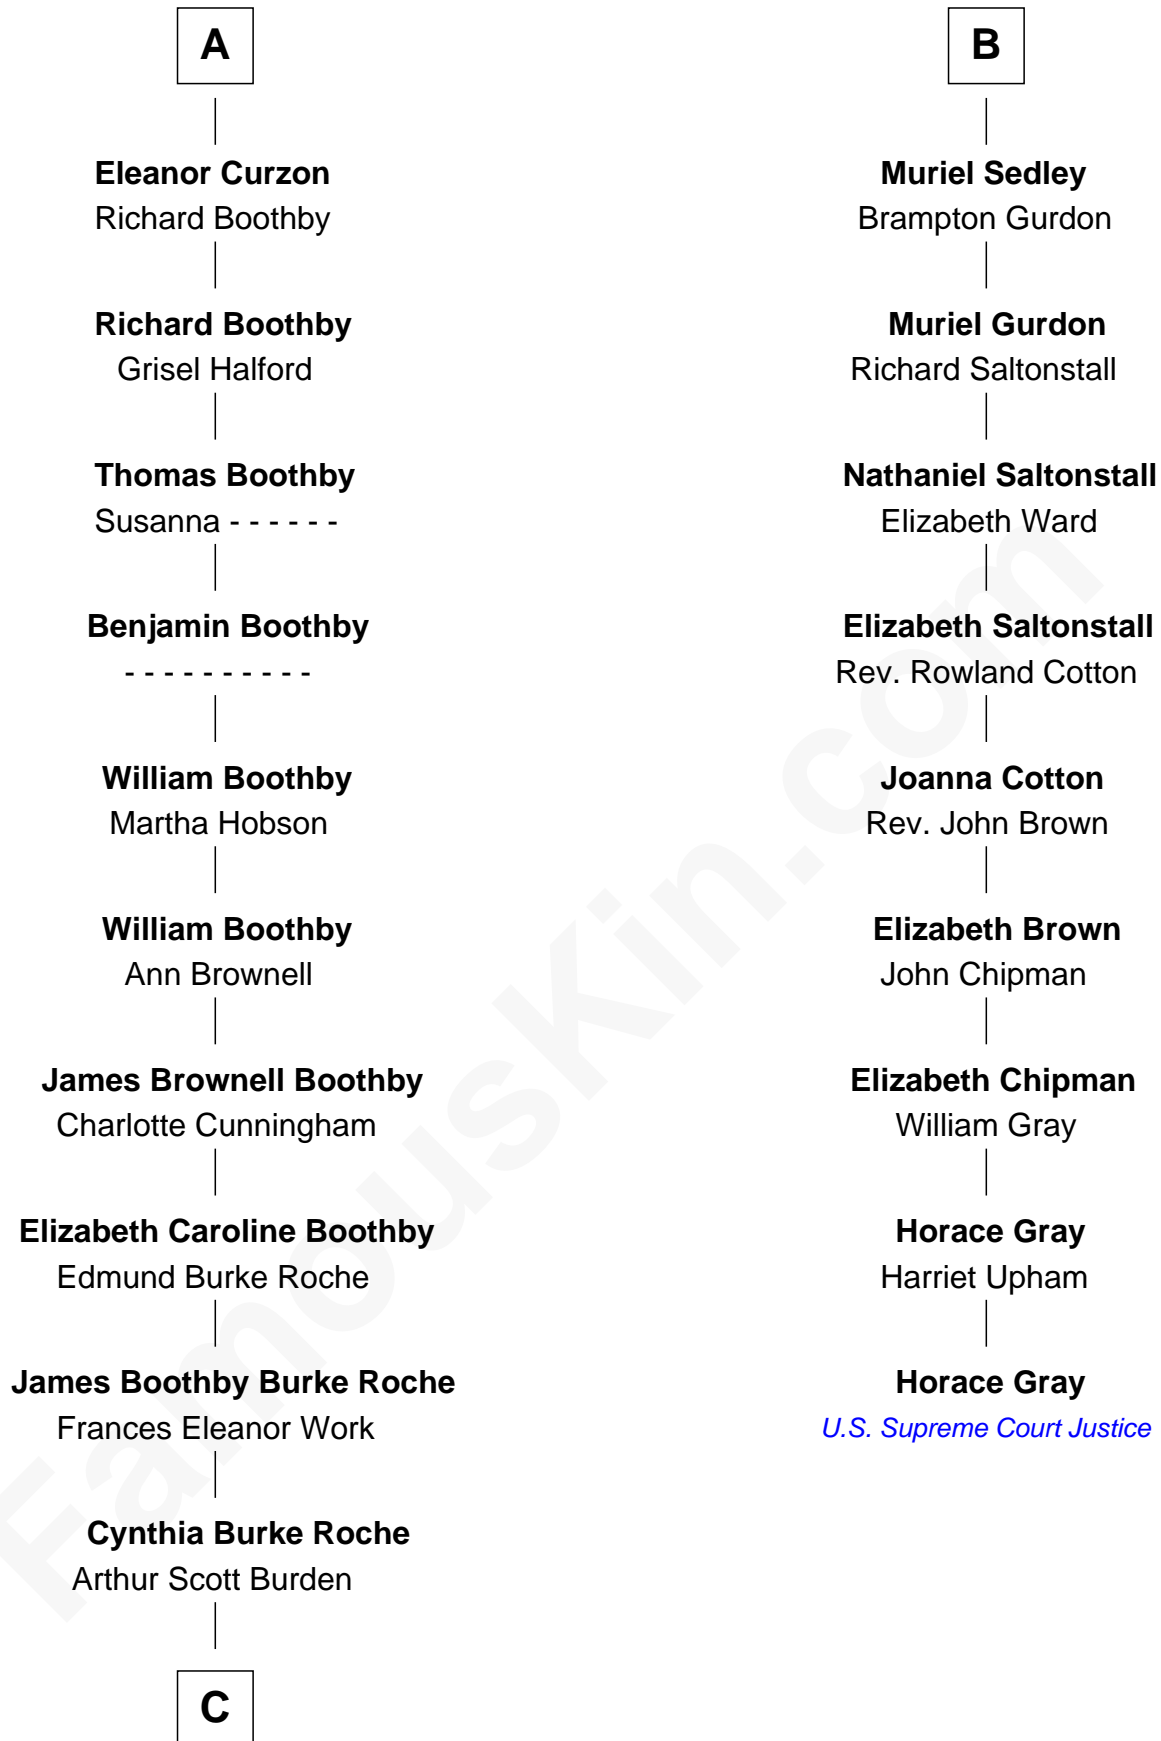 A
Eleanor Curzon
Richard Boothby
Richard Boothby
Grisel Halford
Thomas Boothby
Susanna - - - - - -
Benjamin Boothby
- - - - - - - - - -
William Boothby
Martha Hobson
William Boothby
Ann Brownell
James Brownell Boothby
Charlotte Cunningham
Elizabeth Caroline Boothby
Edmund Burke Roche
James Boothby Burke Roche
Frances Eleanor Work
Cynthia Burke Roche
Arthur Scott Burden
C
B
Muriel Sedley
Brampton Gurdon
Muriel Gurdon
Richard Saltonstall
Nathaniel Saltonstall
Elizabeth Ward
Elizabeth Saltonstall
Rev. Rowland Cotton
Joanna Cotton
Rev. John Brown
Elizabeth Brown
John Chipman
Elizabeth Chipman
William Gray
Horace Gray
Harriet Upham
Horace Gray
U.S. Supreme Court Justice
FamousKin.com